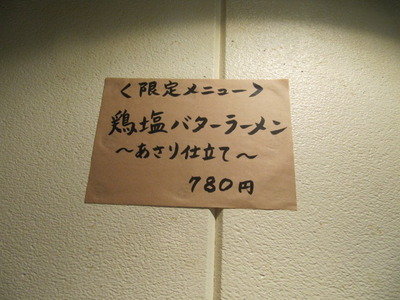 <限定メニュー>
鶏塩バターラーメン
～あさり仕立て～
780円